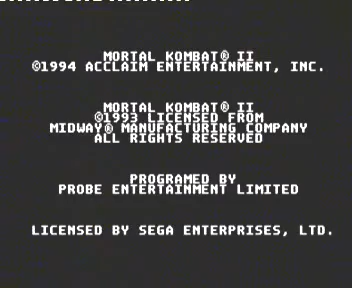 MORTAL KOMBAT® II
©1994 ACCLAIM ENTERTAINMENT, INC.
MORTAL KOMBAT® II
©1993 LICENSED FROM
MIDWAY® MANUFACTURING COMPANY
ALL RIGHTS RESERVED
PROGRAMED BY
PROBE ENTERTAINMENT LIMITED
LICENSED BY SEGA ENTERPRISES, LTD.